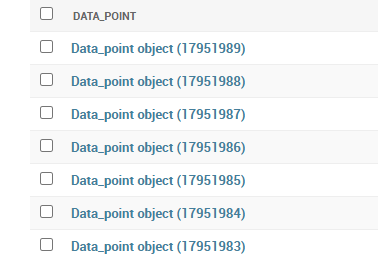 DATA_POINT
Data_point object (17951989)
Data_point object (17951988)
Data_point object (17951987)
Data_point object (17951986)
Data_point object (17951985)
Data_point object (17951984)
Data_point object (17951983)